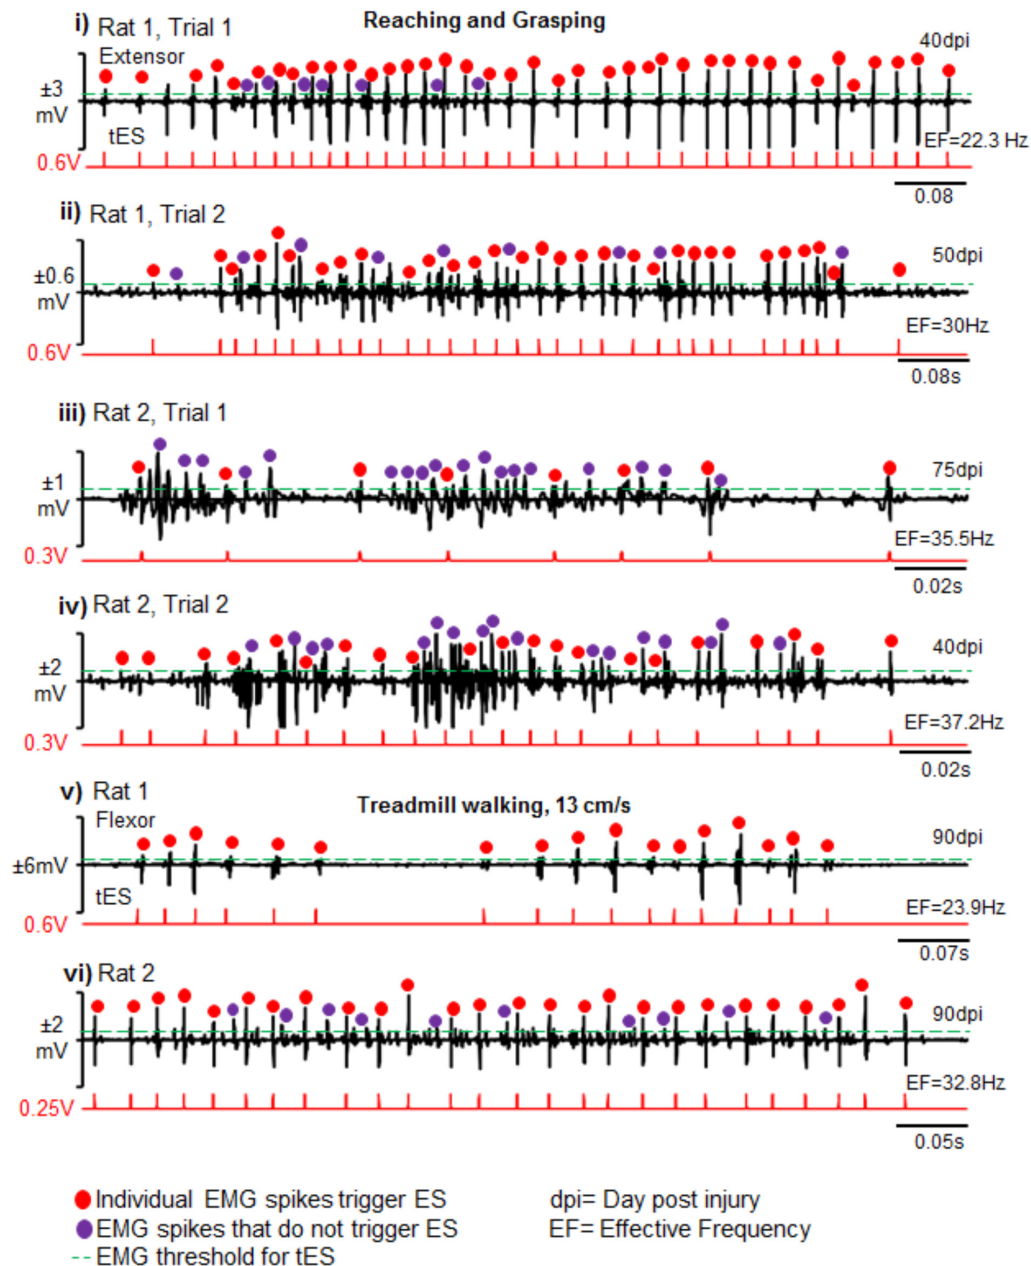 Reaching and Grasping
i) Rat 1, Trial 1
40dpi
Extensor
±3
mV
tES
EF=22.3 Hz
0.6V
0.08
ii) Rat 1, Trial 2
50dpi
±0.6
mV
EF=30Hz
0.6V
0.08s
iii) Rat 2, Trial 1
75dpi
±1
mV
EF=35.5Hz
0.3V
0.02s
iv) Rat 2, Trial 2
40dpi
±2
mV
EF=37.2Hz
0.3V
0.02s
v) Rat 1
Treadmill walking, 13 cm/s
Flexor
90dpi
±6mV
tES
EF=23.9Hz
0.6V
0.07s
vi) Rat 2
90dpi
±2
mV
EF=32.8Hz
0.25V
0.05s
Individual EMG spikes trigger ES
dpi= Day post injury
EMG spikes that do not trigger ES
EF= Effective Frequency
EMG threshold for tES